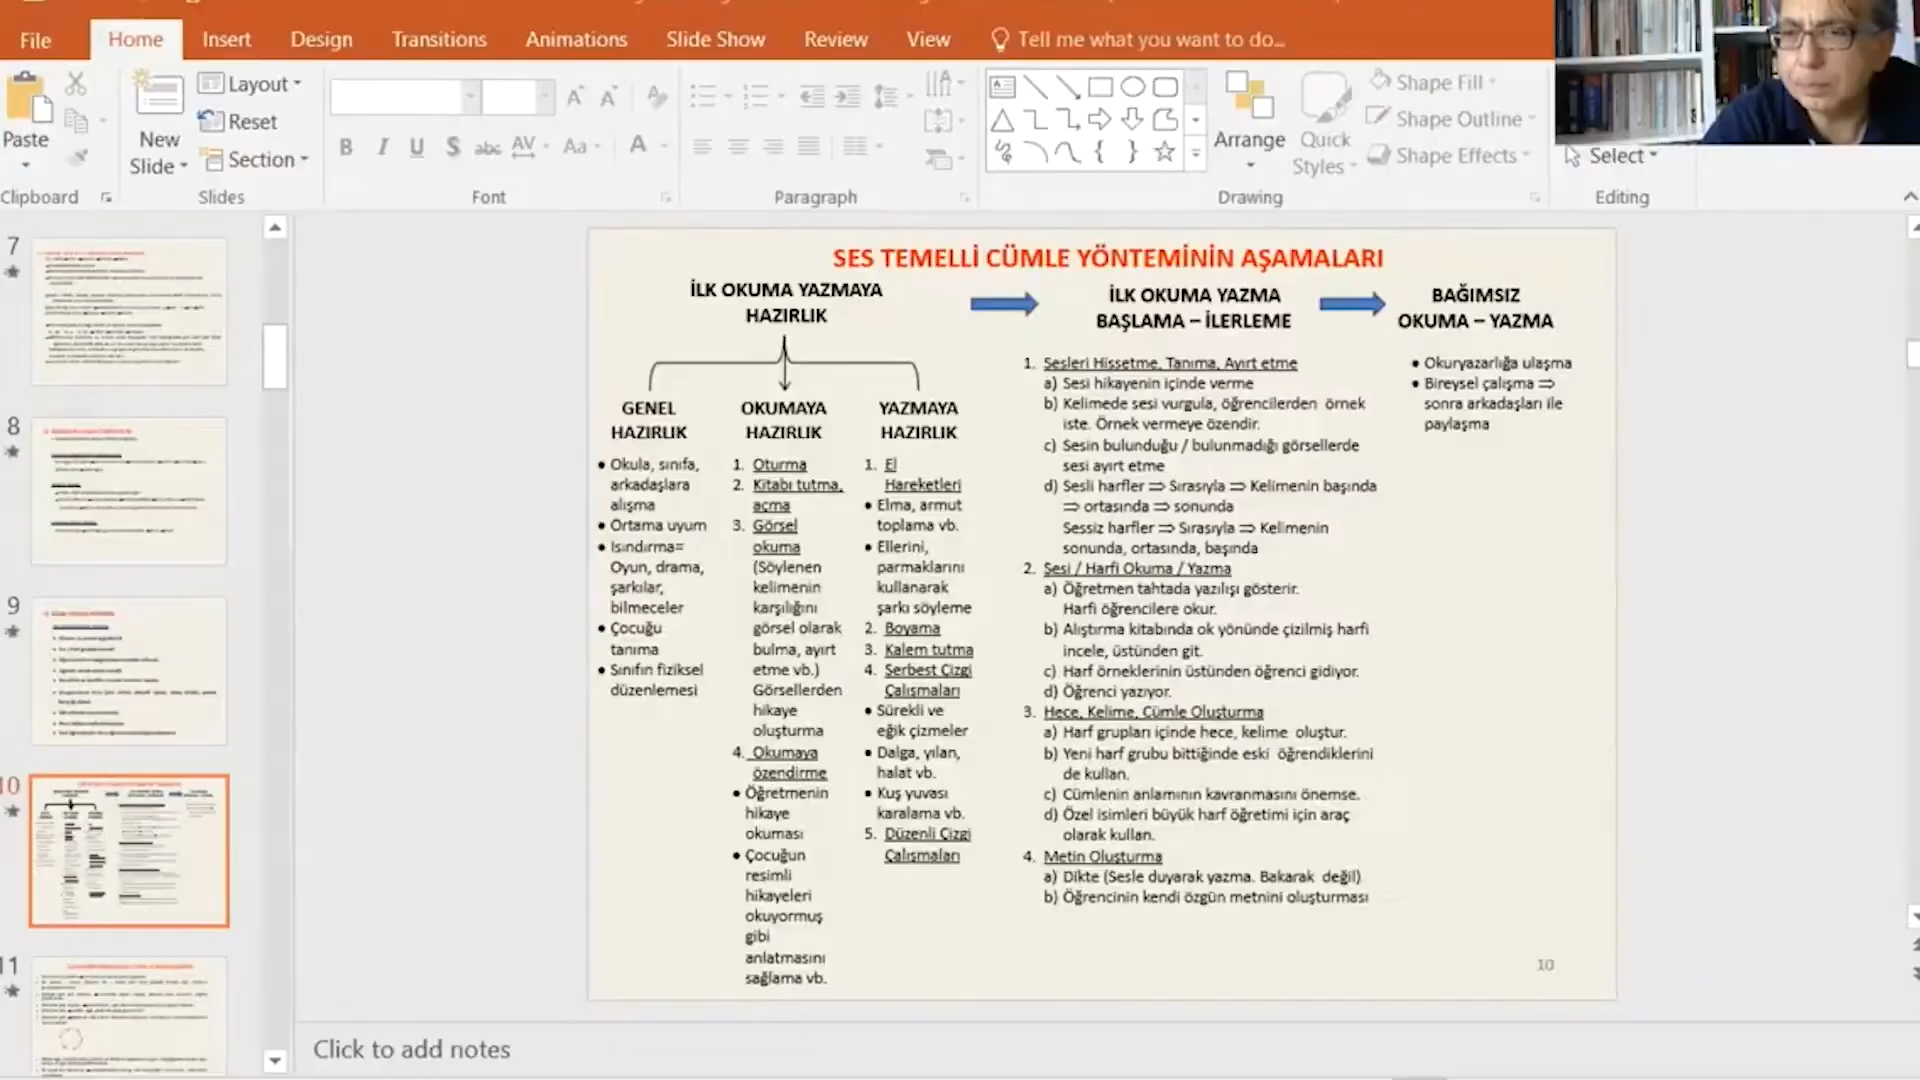 File
Home
Insert
Design
Transitions
Animations
Slide Show
Review
View
Tell me what you want to do...
Paste
New
Slide
Layout
Reset
Section
B I U S abc AV Aa A
Arrange
Quick
Styles
Shape Fill
Shape Outline
Shape Effects
Select
Clipboard
Slides
Font
Paragraph
Drawing
Editing
7
8
9
10
11
SES TEMELLİ CÜMLE YÖNTEMİNİN AŞAMALARI
İLK OKUMA YAZMAYA
HAZIRLIK
GENEL
HAZIRLIK
• Okula, sınıfa,
arkadaşlara
alışma
• Ortama uyum
• Isındırma=
Oyun, drama,
şarkılar,
bilmeceler
• Çocuğu
tanıma
• Sınıfın fiziksel
düzenlemesi
OKUMAYA
HAZIRLIK
1. Oturma
2. Kitabı tutma,
açma
3. Görsel
okuma
(Söylenen
kelimenin
karşılığını
görsel olarak
bulma, ayırt
etme vb.)
Görsellerden
hikaye
oluşturma
4. Okumaya
özendirme
• Öğretmenin
hikaye
okuması
• Çocuğun
resimli
hikayeleri
okuyormuş
gibi
anlatmasını
sağlama vb.
YAZMAYA
HAZIRLIK
1. El
Hareketleri
• Elma, armut
toplama vb.
• Ellerini,
parmaklarını
kullanarak
şarkı söyleme
2. Boyama
3. Kalem tutma
4. Serbest Çizgi
Çalışmaları
• Sürekli ve
eğik çizmeler
• Dalga, yılan,
halat vb.
• Kuş yuvası
karalama vb.
5. Düzenli Çizgi
Çalışmaları
İLK OKUMA YAZMA
BAŞLAMA – İLERLEME
1. Sesleri Hissetme, Tanıma, Ayırt etme
a) Sesi hikayenin içinde verme
b) Kelimede sesi vurgula, öğrencilerden örnek
iste. Örnek vermeye özendir.
c) Sesin bulunduğu / bulunmadığı görsellerde
sesi ayırt etme
d) Sesli harfler ⇒ Sırasıyla ⇒ Kelimenin başında
⇒ ortasında ⇒ sonunda
Sessiz harfler ⇒ Sırasıyla ⇒ Kelimenin
sonunda, ortasında, başında
2. Sesi / Harfi Okuma / Yazma
a) Öğretmen tahtada yazılışı gösterir.
Harfi öğrencilere okur.
b) Alıştırma kitabında ok yönünde çizilmiş harfi
incele, üstünden git.
c) Harf örneklerinin üstünden öğrenci gidiyor.
d) Öğrenci yazıyor.
3. Hece, Kelime, Cümle Oluşturma
a) Harf grupları içinde hece, kelime oluştur.
b) Yeni harf grubu bittiğinde eski öğrendiklerini
de kullan.
c) Cümlenin anlamının kavranmasını önemse.
d) Özel isimleri büyük harf öğretimi için araç
olarak kullan.
4. Metin Oluşturma
a) Dikte (Sesle duyarak yazma. Bakarak değil)
b) Öğrencinin kendi özgün metnini oluşturması
BAĞIMSIZ
OKUMA – YAZMA
• Okuryazarlığa ulaşma
• Bireysel çalışma ⇒
sonra arkadaşları ile
paylaşma
10
Click to add notes